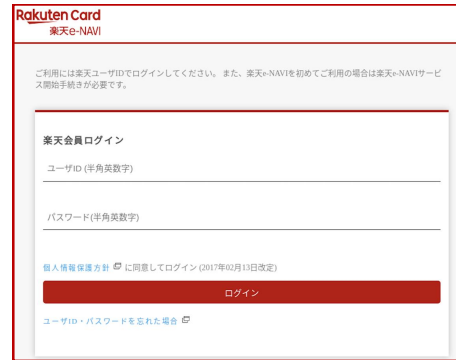 Rakuten Card
楽天e-NAVI
ご利用には楽天ユーザIDでログインしてください。 また、楽天e-NAVIを初めてご利用の場合は楽天e-NAVIサービ
ス開始手続きが必要です。
楽天会員ログイン
ユーザID (半角英数字)
パスワード(半角英数字)
個人情報保護方針 に同意してログイン (2017年02月13日改定)
ログイン
ユーザID・パスワードを忘れた場合